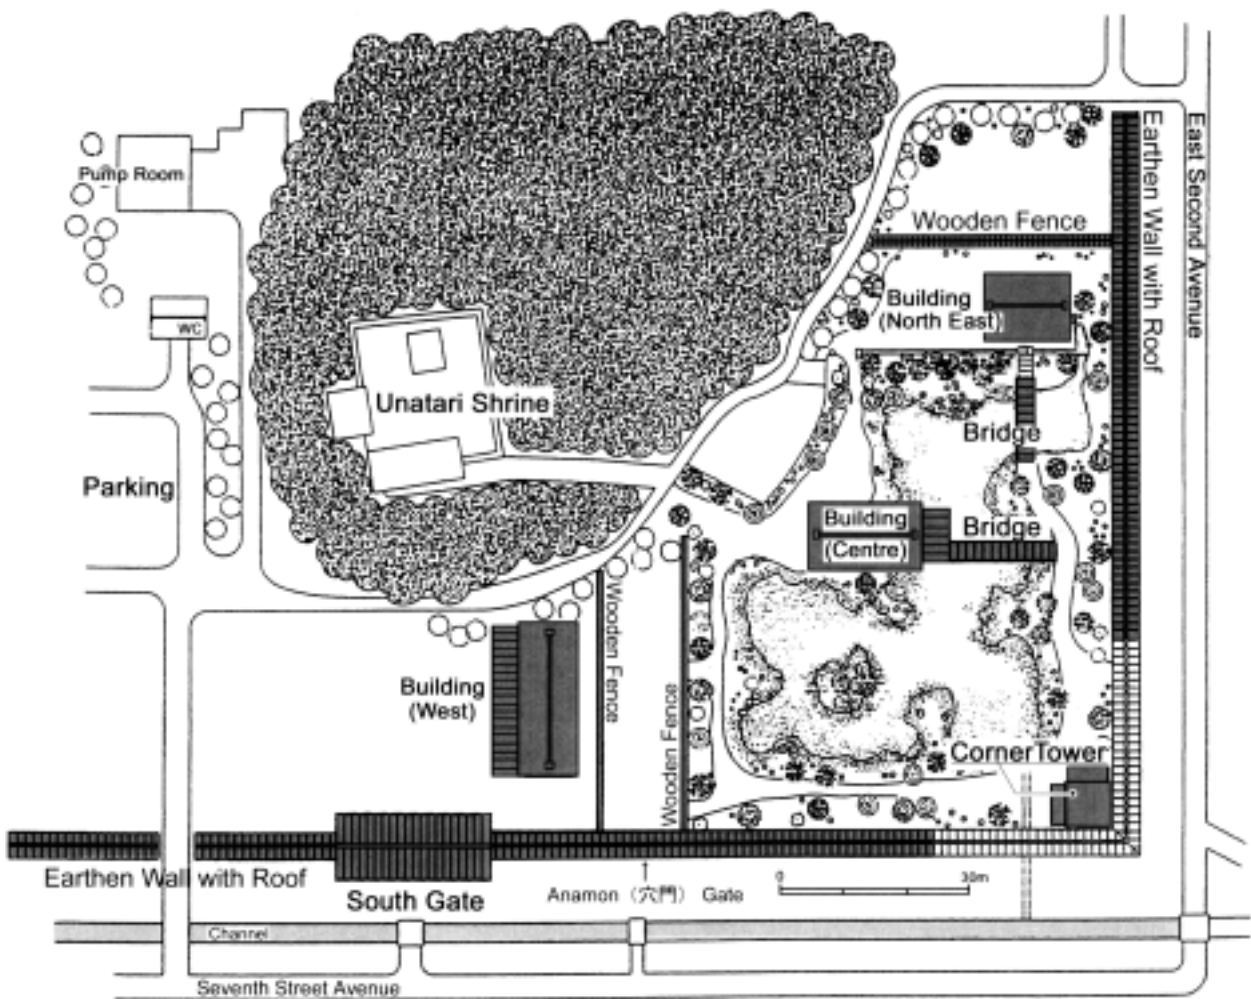 Pump Room
Wooden Fence
Earthen Wall with Roof
East Second Avenue
WC
Building
(North East)
Unatari Shrine
Bridge
Parking
Building
(Centre)
Bridge
Wooden Fence
Building
(West)
Wooden Fence
CornerTower
Earthen Wall with Roof
South Gate
Anamon (穴門) Gate
0
30m
Channel
Seventh Street Avenue